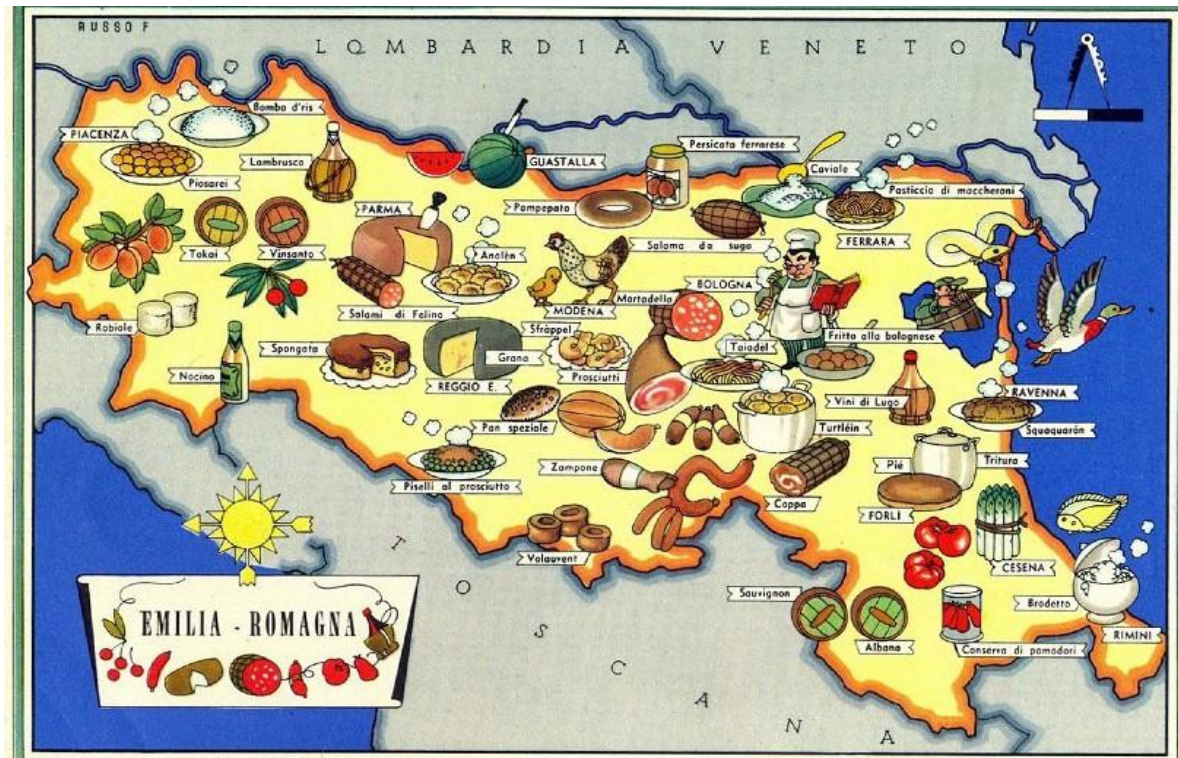 RUSSO F
LOMBARDIA VENETO
Bomba d'ris
PIACENZA
Pisarei
Lambrusco
GUASTALLA
Persicata ferrarese
Caviale
Pasticcio di maccheroni
PARMA
Pampepato
Salama da sugo
FERRARA
Tokai
Vinsanto
Anolèn
BOLOGNA
Salami di Felino
MODENA
Mortadella
Robiole
Sfràppel
Fritto alla bolognese
Spongata
Grana
Taiadel
Nocino
REGGIO E.
Prosciutti
RAVENNA
Vini di Lugo
Pan speziale
Turtléin
Squaquarôn
Zampone
Piè
Tritura
Piselli al prosciutto
Coppa
FORLÌ
Volauvent
CESENA
Sauvignon
Brodetto
Albana
Conserva di pomodori
RIMINI
TOSCANA
EMILIA - ROMAGNA